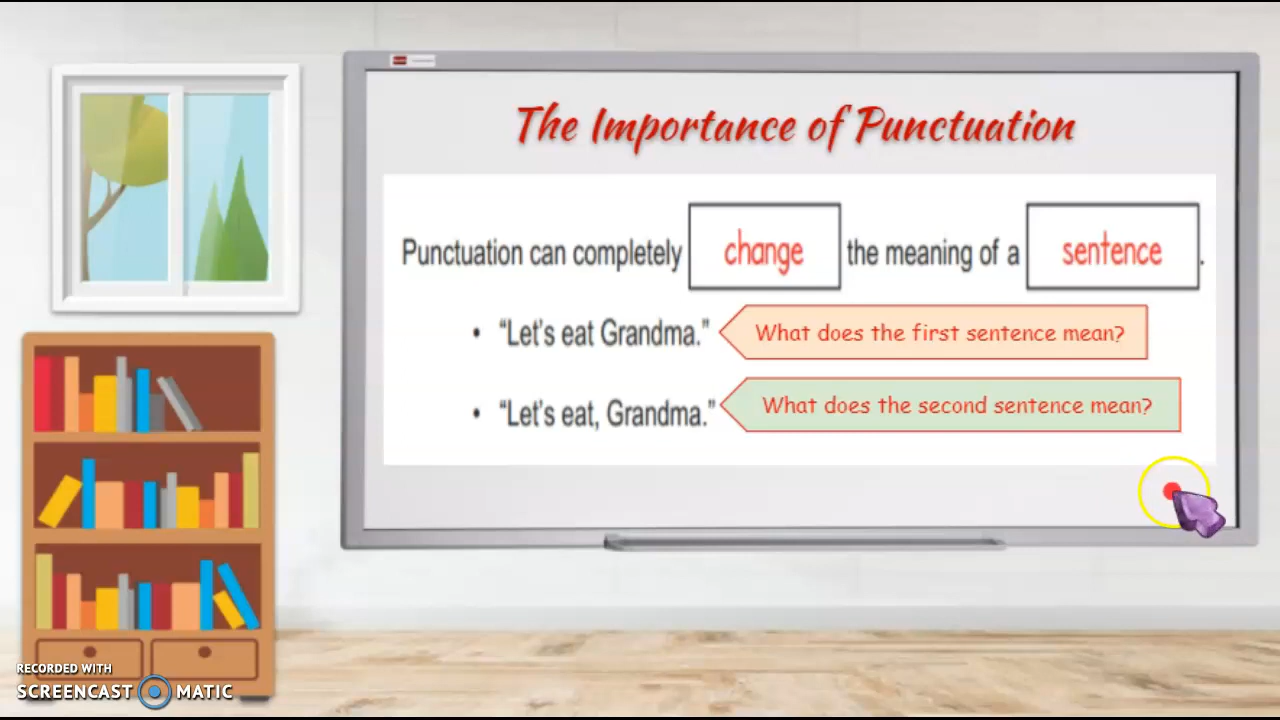 The Importance of Punctuation
Punctuation can completely change the meaning of a sentence.
• “Let’s eat Grandma.” What does the first sentence mean?
• “Let’s eat, Grandma.” What does the second sentence mean?
RECORDED WITH
SCREENCAST MATIC